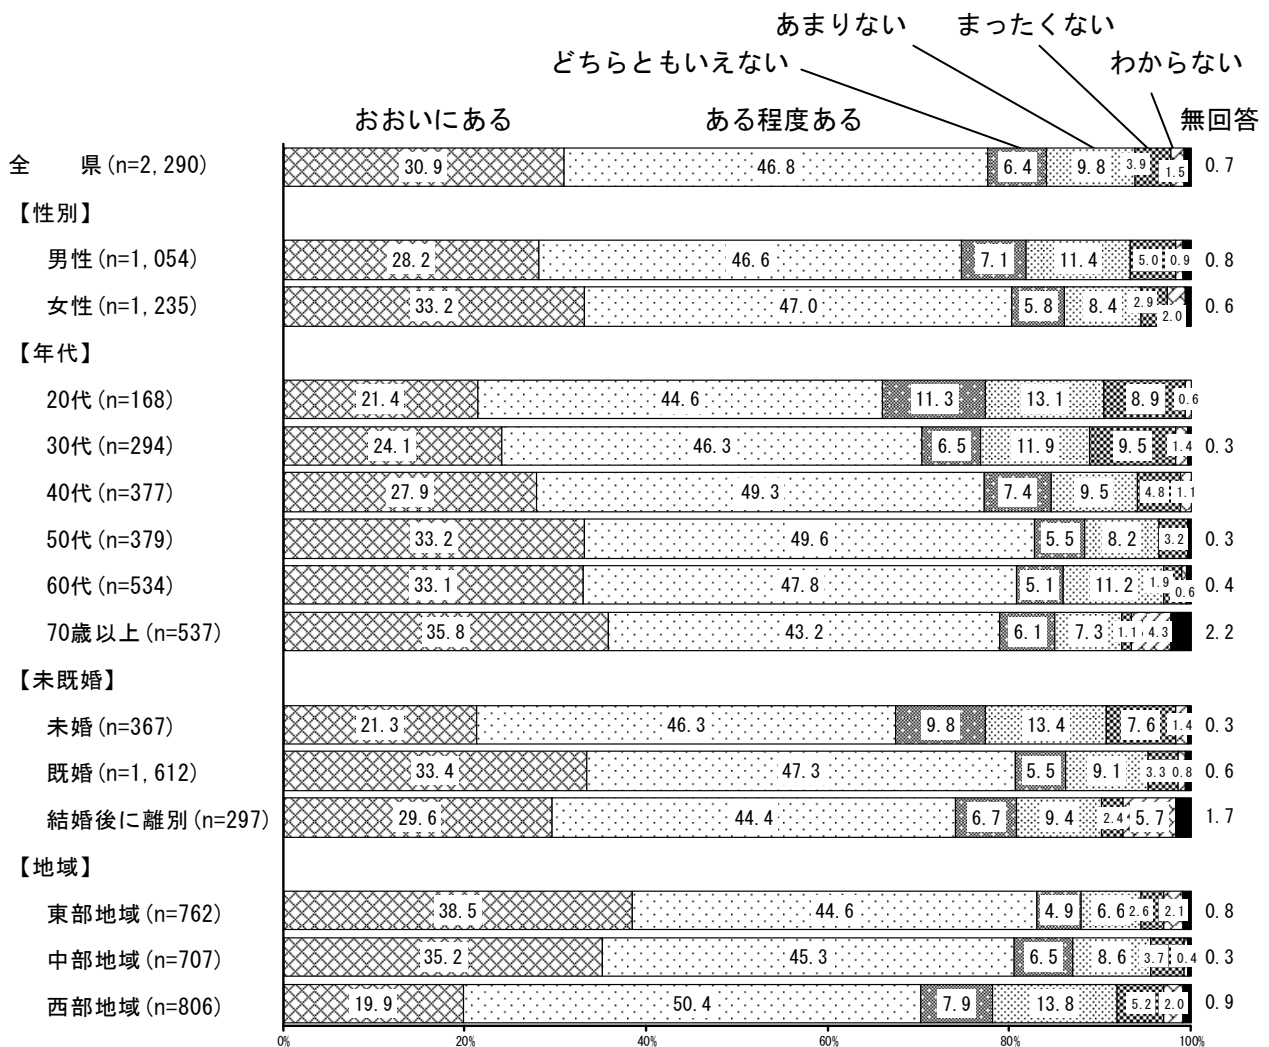 あまりない まったくない
どちらともいえない わからない
おおいにある ある程度ある 無回答
全 県(n=2,290) 30.9 46.8 6.4 9.8 3.9 1.5 0.7
【性別】
男性(n=1,054) 28.2 46.6 7.1 11.4 5.0 0.9 0.8
女性(n=1,235) 33.2 47.0 5.8 8.4 2.9 2.0 0.6
【年代】
20代(n=168) 21.4 44.6 11.3 13.1 8.9 0.6
30代(n=294) 24.1 46.3 6.5 11.9 9.5 1.4 0.3
40代(n=377) 27.9 49.3 7.4 9.5 4.8 1.1
50代(n=379) 33.2 49.6 5.5 8.2 3.2 0.3
60代(n=534) 33.1 47.8 5.1 11.2 1.9 0.6 0.4
70歳以上(n=537) 35.8 43.2 6.1 7.3 1.1 4.3 2.2
【未既婚】
未婚(n=367) 21.3 46.3 9.8 13.4 7.6 1.4 0.3
既婚(n=1,612) 33.4 47.3 5.5 9.1 3.3 0.8 0.6
結婚後に離別(n=297) 29.6 44.4 6.7 9.4 2.4 5.7 1.7
【地域】
東部地域(n=762) 38.5 44.6 4.9 6.6 2.6 2.1 0.8
中部地域(n=707) 35.2 45.3 6.5 8.6 3.7 0.4 0.3
西部地域(n=806) 19.9 50.4 7.9 13.8 5.2 2.0 0.9
0% 20% 40% 60% 80% 100%